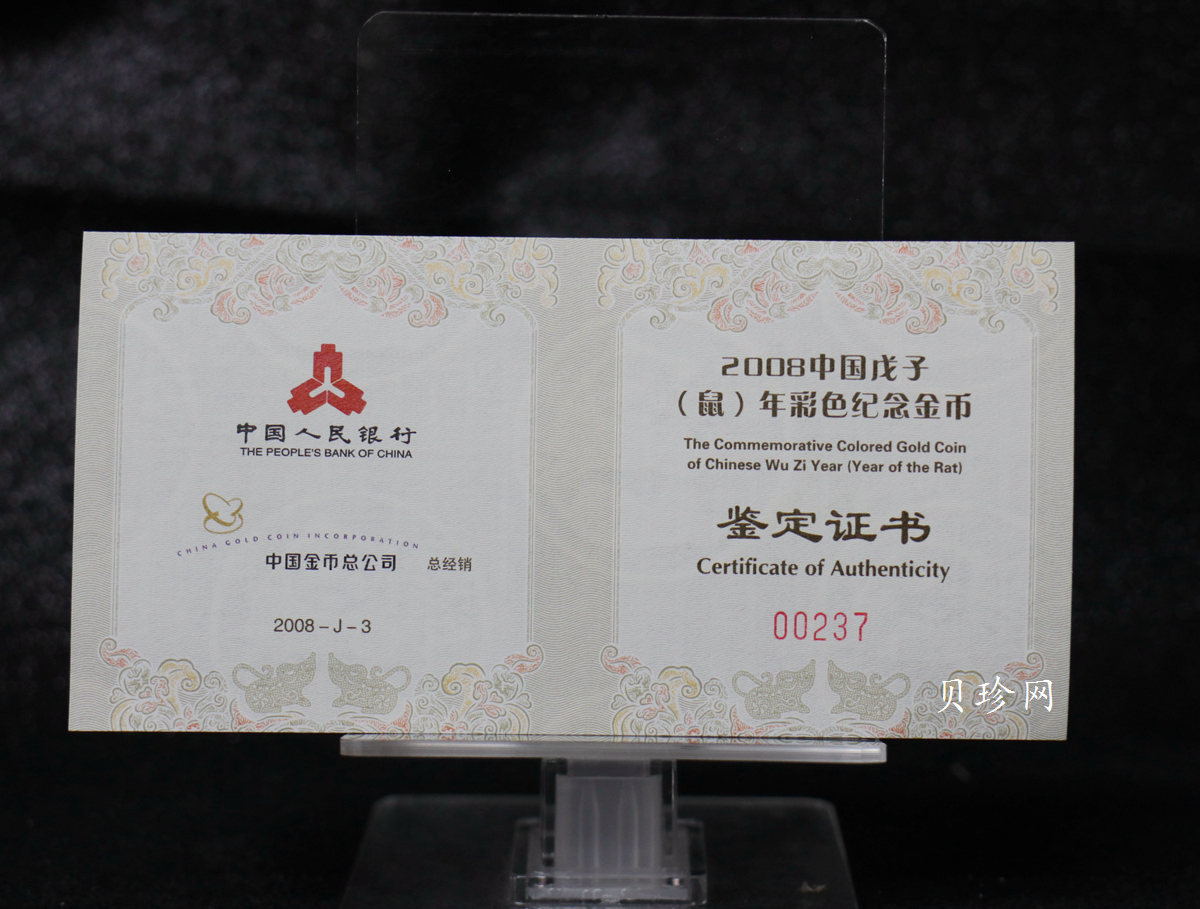 中国人民银行
THE PEOPLE'S BANK OF CHINA
CHINA GOLD COIN INCORPORATION
中国金币总公司 总经销
2008-J-3
2008中国戊子
（鼠）年彩色纪念金币
The Commemorative Colored Gold Coin
of Chinese Wu Zi Year (Year of the Rat)
鉴定证书
Certificate of Authenticity
00237
贝珍网